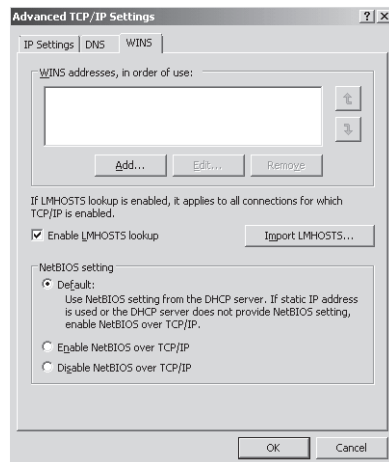 Advanced TCP/IP Settings
IP Settings DNS WINS
WINS addresses, in order of use:
Add... Edit... Remove
If LMHOSTS lookup is enabled, it applies to all connections for which
TCP/IP is enabled.
Enable LMHOSTS lookup Import LMHOSTS...
NetBIOS setting
Default:
Use NetBIOS setting from the DHCP server. If static IP address
is used or the DHCP server does not provide NetBIOS setting,
enable NetBIOS over TCP/IP.
Enable NetBIOS over TCP/IP
Disable NetBIOS over TCP/IP
OK Cancel